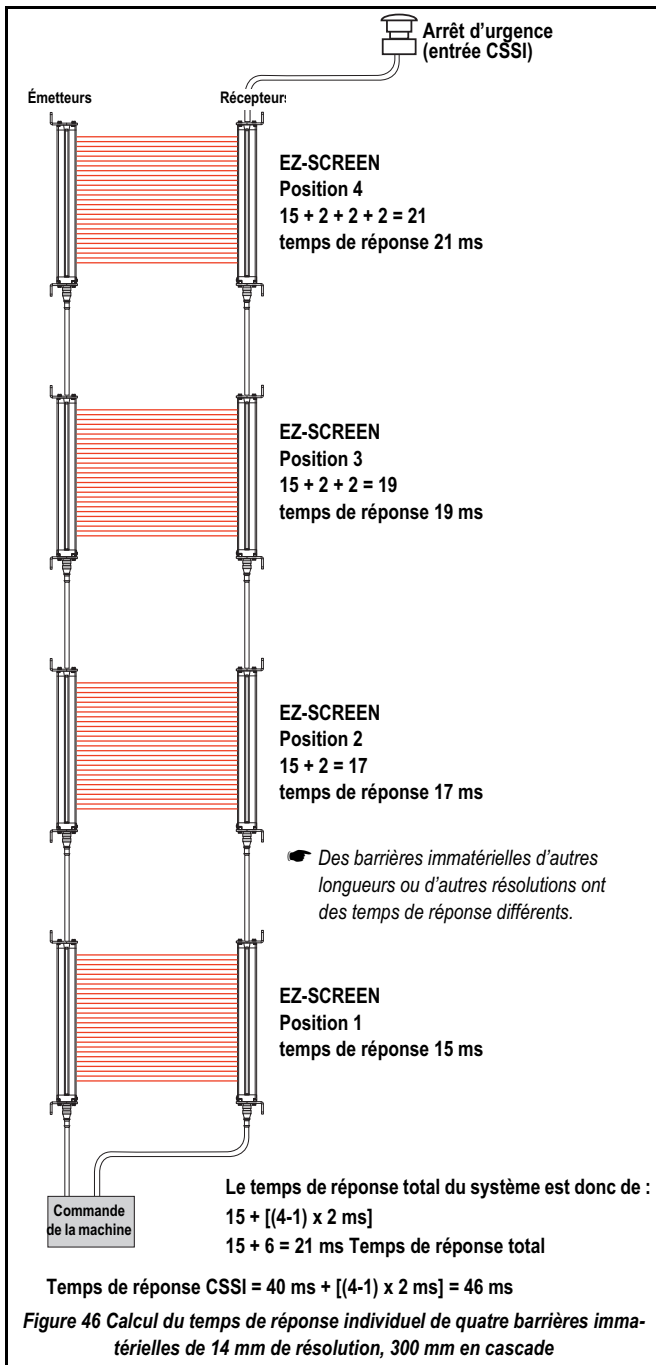 Arrêt d'urgence
(entrée CSSI)
Émetteurs
Récepteurs
EZ-SCREEN
Position 4
15 + 2 + 2 + 2 = 21
temps de réponse 21 ms
EZ-SCREEN
Position 3
15 + 2 + 2 = 19
temps de réponse 19 ms
EZ-SCREEN
Position 2
15 + 2 = 17
temps de réponse 17 ms
☛ Des barrières immatérielles d'autres
longueurs ou d'autres résolutions ont
des temps de réponse différents.
EZ-SCREEN
Position 1
temps de réponse 15 ms
Commande
de la machine
Le temps de réponse total du système est donc de :
15 + [(4-1) x 2 ms]
15 + 6 = 21 ms Temps de réponse total
Temps de réponse CSSI = 40 ms + [(4-1) x 2 ms] = 46 ms
Figure 46 Calcul du temps de réponse individuel de quatre barrières imma-
térielles de 14 mm de résolution, 300 mm en cascade